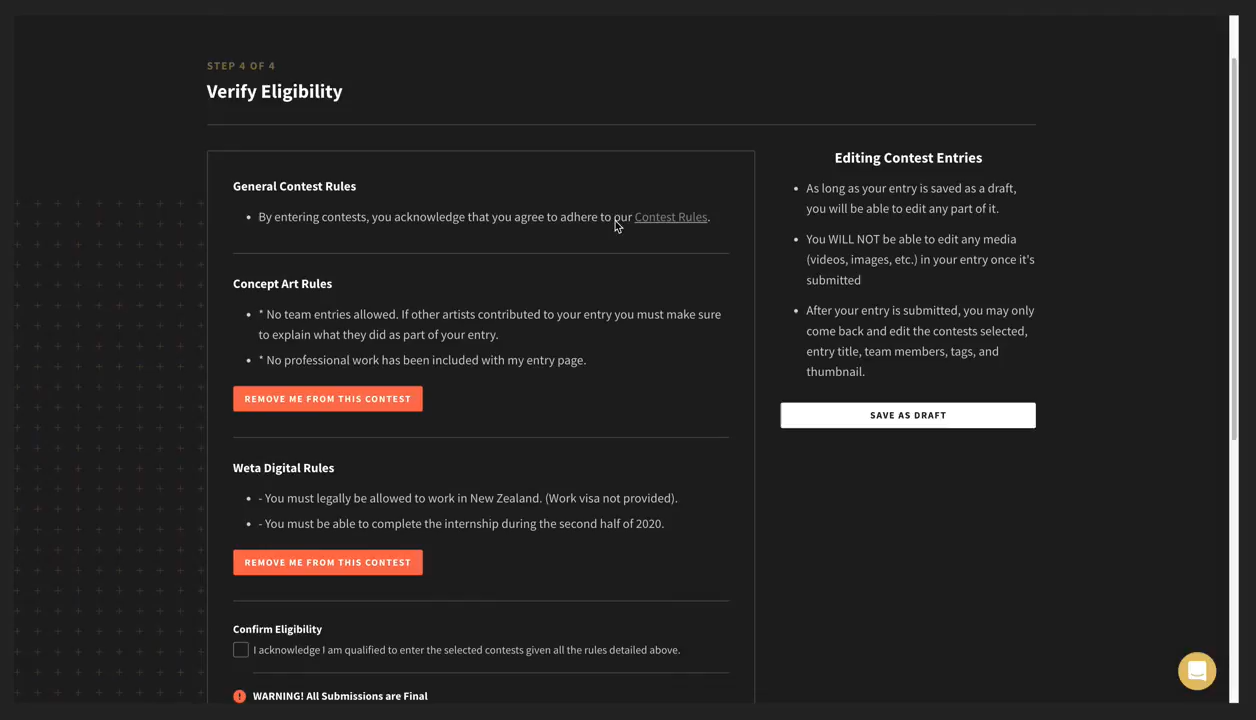 STEP 4 OF 4
Verify Eligibility
General Contest Rules
• By entering contests, you acknowledge that you agree to adhere to our Contest Rules.
Concept Art Rules
• * No team entries allowed. If other artists contributed to your entry you must make sure
to explain what they did as part of your entry.
• * No professional work has been included with my entry page.
REMOVE ME FROM THIS CONTEST
Weta Digital Rules
• - You must legally be allowed to work in New Zealand. (Work visa not provided).
• - You must be able to complete the internship during the second half of 2020.
REMOVE ME FROM THIS CONTEST
Confirm Eligibility
I acknowledge I am qualified to enter the selected contests given all the rules detailed above.
WARNING! All Submissions are Final
Editing Contest Entries
• As long as your entry is saved as a draft,
you will be able to edit any part of it.
• You WILL NOT be able to edit any media
(videos, images, etc.) in your entry once it's
submitted
• After your entry is submitted, you may only
come back and edit the contests selected,
entry title, team members, tags, and
thumbnail.
SAVE AS DRAFT